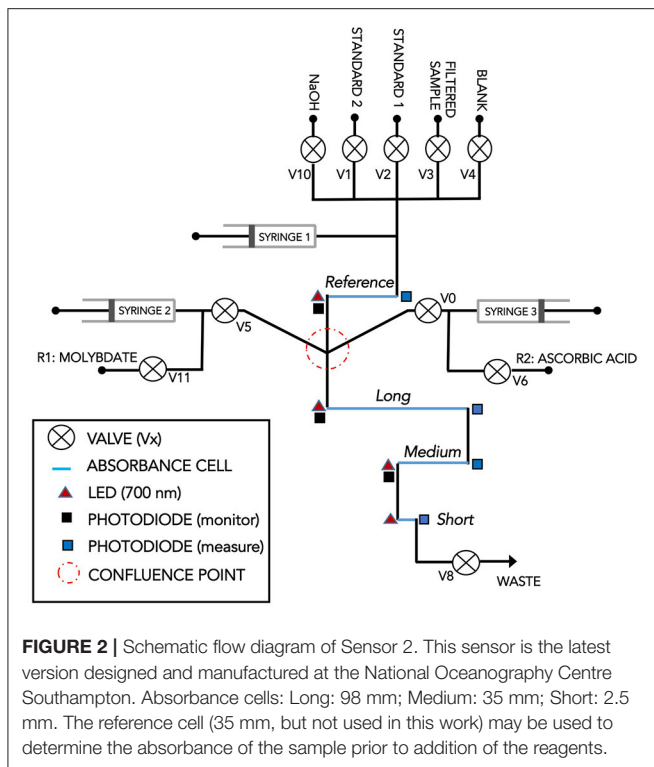 NaOH
STANDARD 2
STANDARD 1
FILTERED
SAMPLE
BLANK
V10
V1
V2
V3
V4
SYRINGE 1
Reference
SYRINGE 2
V5
V0
SYRINGE 3
R1: MOLYBDATE
V11
R2: ASCORBIC ACID
V6
Long
Medium
Short
V8
WASTE
VALVE (Vx)
ABSORBANCE CELL
LED (700 nm)
PHOTODIODE (monitor)
PHOTODIODE (measure)
CONFLUENCE POINT
FIGURE 2 | Schematic flow diagram of Sensor 2. This sensor is the latest
version designed and manufactured at the National Oceanography Centre
Southampton. Absorbance cells: Long: 98 mm; Medium: 35 mm; Short: 2.5
mm. The reference cell (35 mm, but not used in this work) may be used to
determine the absorbance of the sample prior to addition of the reagents.